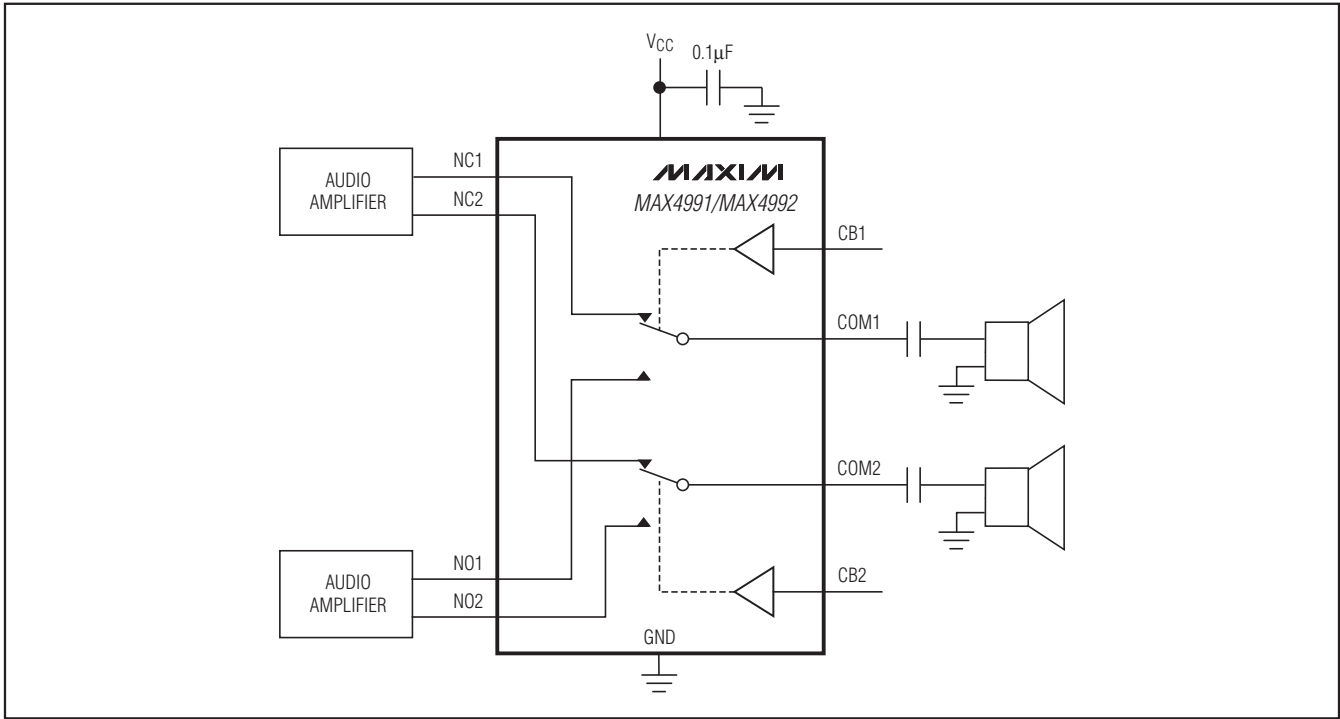 VCC
0.1µF
AUDIO
AMPLIFIER
NC1
NC2
MAXIM
MAX4991/MAX4992
CB1
COM1
COM2
AUDIO
AMPLIFIER
NO1
NO2
CB2
GND